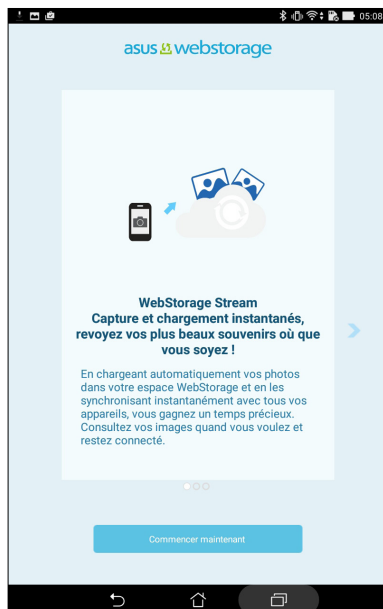 05:08
asus webstorage
WebStorage Stream
Capture et chargement instantanés,
revoyez vos plus beaux souvenirs où que
vous soyez !
En chargeant automatiquement vos photos
dans votre espace WebStorage et en les
synchronisant instantanément avec tous vos
appareils, vous gagnez un temps précieux.
Consultez vos images quand vous voulez et
restez connecté.
Commencer maintenant